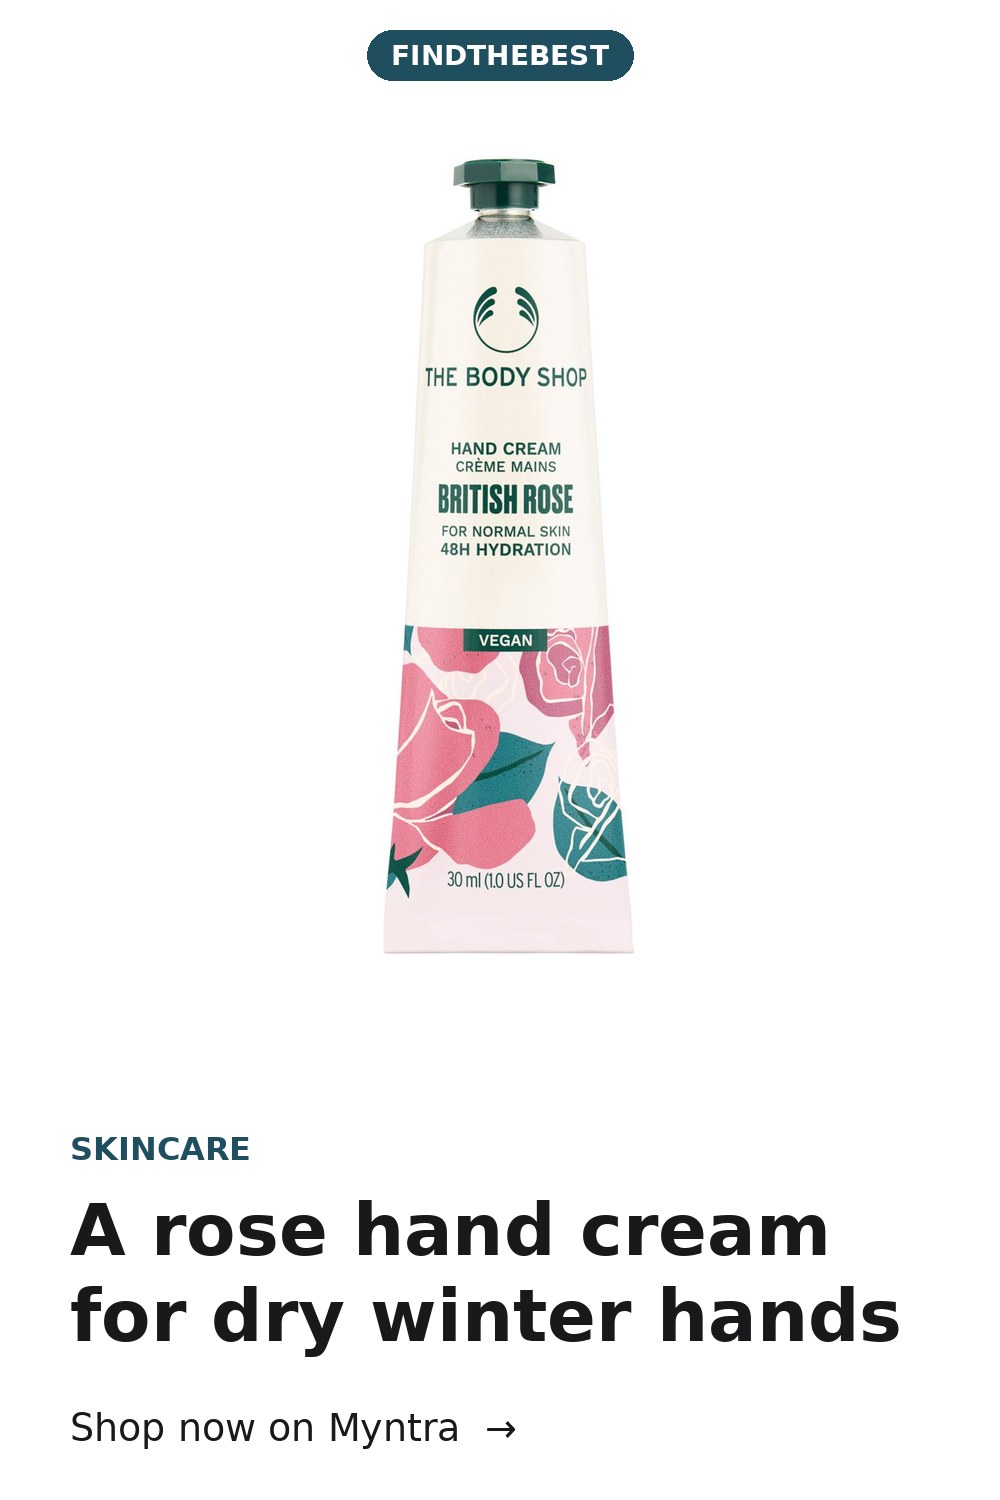 FINDTHEBEST
THE BODY SHOP
HAND CREAM
CRÈME MAINS
BRITISH ROSE
FOR NORMAL SKIN
48H HYDRATION
VEGAN
30 ml (1.0 US FL OZ)
SKINCARE
A rose hand cream
for dry winter hands
Shop now on Myntra →